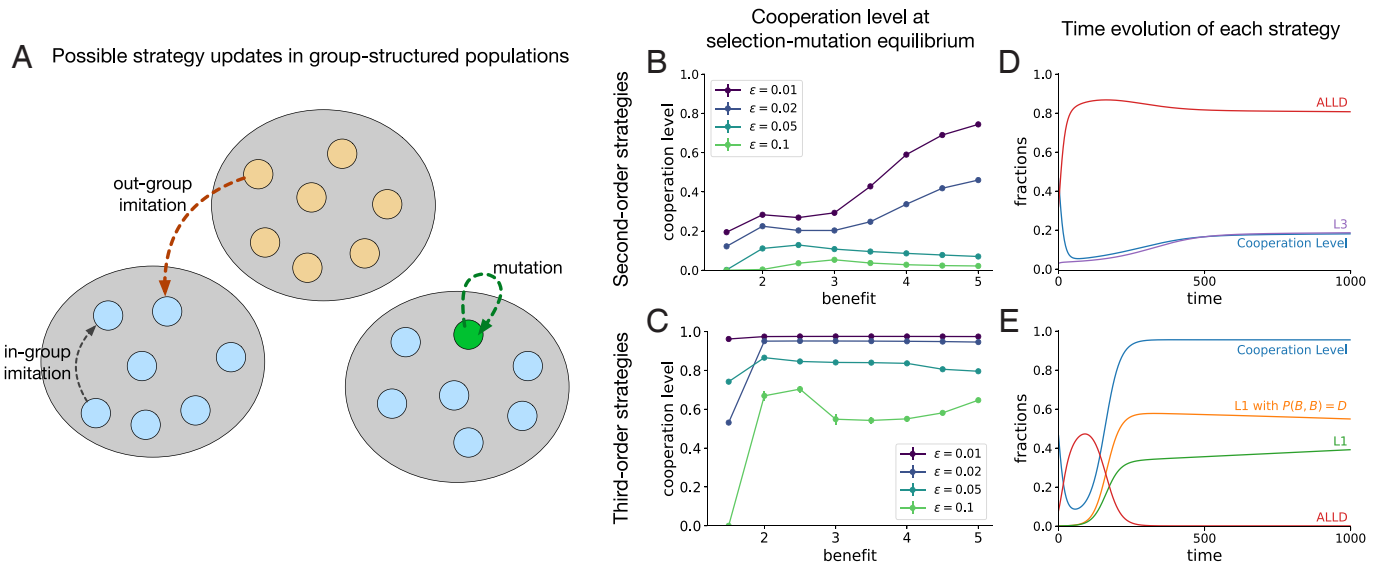 A
Possible strategy updates in group-structured populations
out-group
imitation
in-group
imitation
mutation
Cooperation level at
selection-mutation equilibrium
Time evolution of each strategy
Second-order strategies
B
cooperation level
1.0
0.8
0.6
0.4
0.2
0.0
ε = 0.01
ε = 0.02
ε = 0.05
ε = 0.1
2
3
4
5
benefit
D
fractions
1.0
0.8
0.6
0.4
0.2
0.0
ALLD
L3
Cooperation Level
0
500
1000
time
Third-order strategies
C
cooperation level
1.0
0.8
0.6
0.4
0.2
0.0
ε = 0.01
ε = 0.02
ε = 0.05
ε = 0.1
2
3
4
5
benefit
E
fractions
1.0
0.8
0.6
0.4
0.2
0.0
Cooperation Level
L1 with P(B, B) = D
L1
ALLD
0
500
1000
time